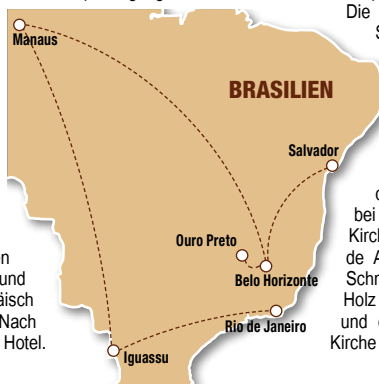 Die
Manaus
BRASILIEN
Salvador
bei
Kirch
Ouro Preto
de A
und
Schn
Belo Horizonte
äisch
Holz
Nach
Rio de Janeiro
und
Hotel.
Kirche
Iguassu